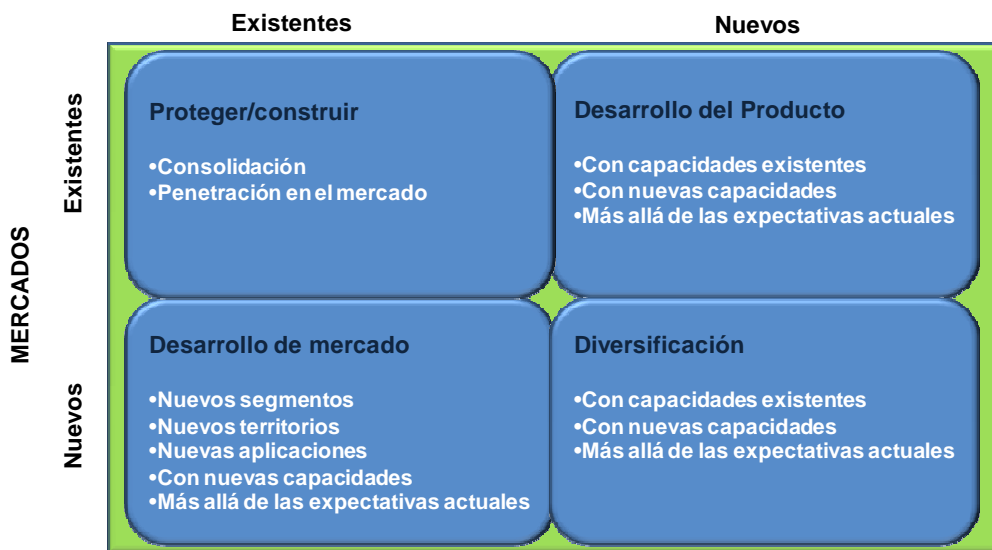 Existentes
Nuevos
MERCADOS
Existentes
Proteger/construir
•Consolidación
•Penetración en el mercado
Desarrollo del Producto
•Con capacidades existentes
•Con nuevas capacidades
•Más allá de las expectativas actuales
Nuevos
Desarrollo de mercado
•Nuevos segmentos
•Nuevos territorios
•Nuevas aplicaciones
•Con nuevas capacidades
•Más allá de las expectativas actuales
Diversificación
•Con capacidades existentes
•Con nuevas capacidades
•Más allá de las expectativas actuales